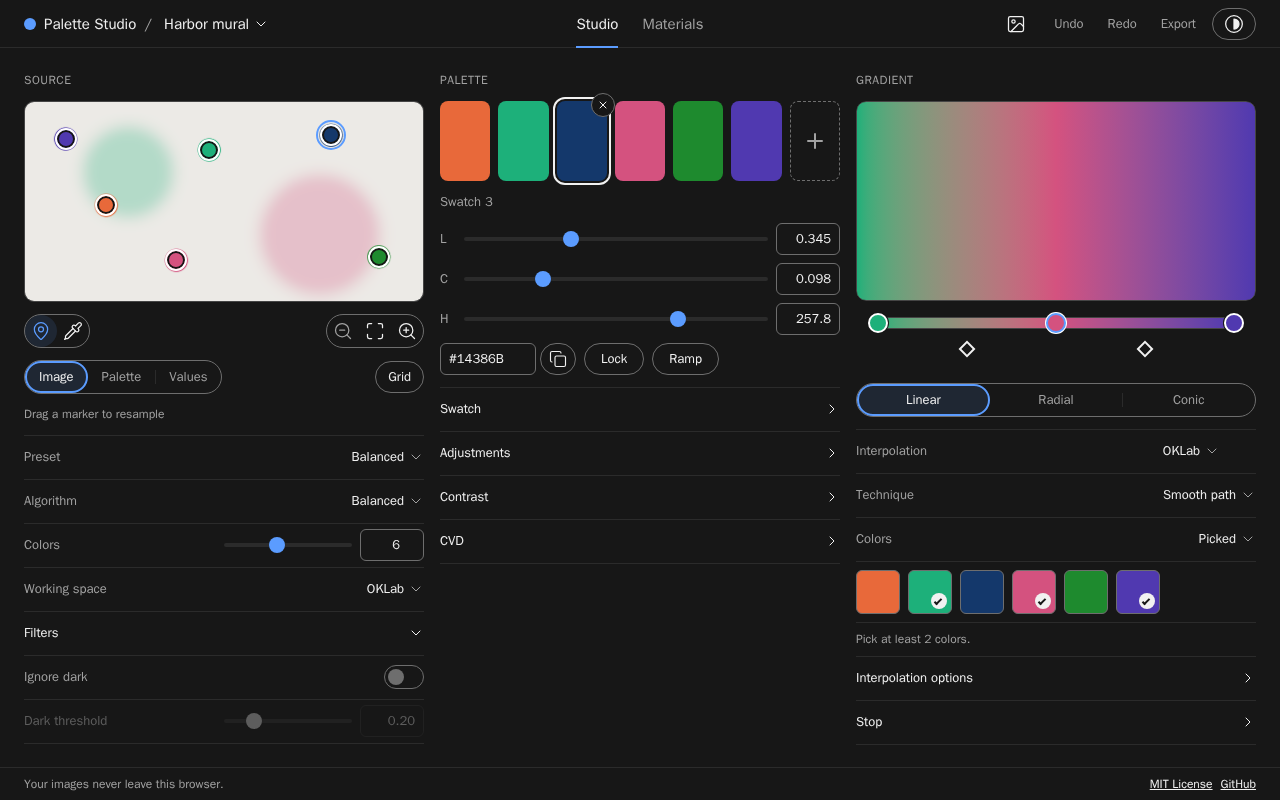 Palette Studio / Harbor mural
Studio
Materials
Undo
Redo
Export
SOURCE
Image
Palette
Values
Grid
Drag a marker to resample
Preset
Balanced
Algorithm
Balanced
Colors
6
Working space
OKLab
Filters
Ignore dark
Dark threshold
0.20
PALETTE
Swatch 3
L
0.345
C
0.098
H
257.8
#14386B
Lock
Ramp
Swatch
Adjustments
Contrast
CVD
GRADIENT
Linear
Radial
Conic
Interpolation
OKLab
Technique
Smooth path
Colors
Picked
Pick at least 2 colors.
Interpolation options
Stop
Your images never leave this browser.
MIT License
GitHub